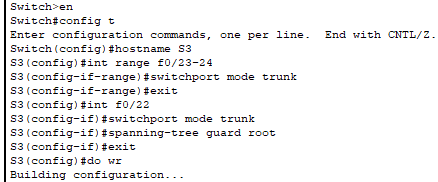 Switch>en
Switch#config t
Enter configuration commands, one per line.  End with CNTL/Z.
Switch(config)#hostname S3
S3(config)#int range f0/23-24
S3(config-if-range)#switchport mode trunk
S3(config-if-range)#exit
S3(config)#int f0/22
S3(config-if)#switchport mode trunk
S3(config-if)#spanning-tree guard root
S3(config-if)#exit
S3(config)#do wr
Building configuration...